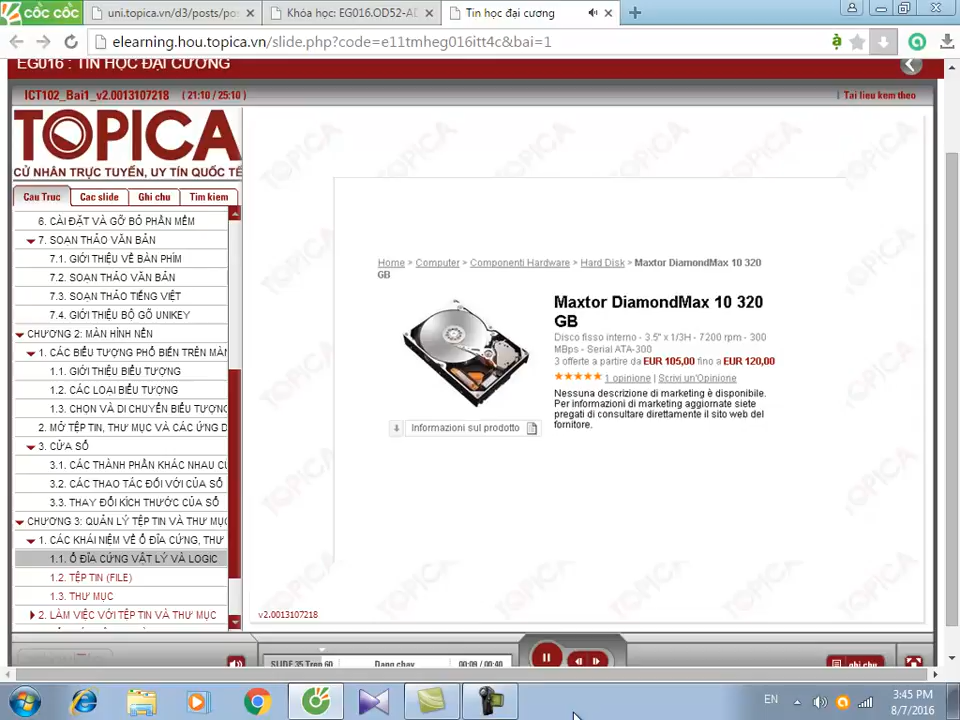 CỐC CỐC
uni.topica.vn/d3/posts/pos
Khóa học: EG016.OD52-AD
Tin học đại cương
elearning.hou.topica.vn/slide.php?code=e11tmheg016itt4c&bai=1
EG016 : TIN HỌC ĐẠI CƯƠNG
ICT102_Bai1_v2.0013107218 ( 21:10 / 25:10 )
Tai lieu kem theo
TOPICA
CỬ NHÂN TRỰC TUYẾN, UY TÍN QUỐC TẾ
Cau Truc
Cac slide
Ghi chu
Tim kiem
6. CÀI ĐẶT VÀ GỠ BỎ PHẦN MỀM
7. SOẠN THẢO VĂN BẢN
7.1. GIỚI THIỆU VỀ BÀN PHÍM
7.2. SOẠN THẢO VĂN BẢN
7.3. SOẠN THẢO TIẾNG VIỆT
7.4. GIỚI THIỆU BỘ GÕ UNIKEY
CHƯƠNG 2: MÀN HÌNH NỀN
1. CÁC BIỂU TƯỢNG PHỔ BIẾN TRÊN MÀN
1.1. GIỚI THIỆU BIỂU TƯỢNG
1.2. CÁC LOẠI BIỂU TƯỢNG
1.3. CHỌN VÀ DI CHUYỂN BIỂU TƯỢNG
2. MỞ TỆP TIN, THƯ MỤC VÀ CÁC ỨNG D
3. CỬA SỔ
3.1. CÁC THÀNH PHẦN KHÁC NHAU CỦ
3.2. CÁC THAO TÁC ĐỐI VỚI CỬA SỔ
3.3. THAY ĐỔI KÍCH THƯỚC CỦA SỔ
CHƯƠNG 3: QUẢN LÝ TỆP TIN VÀ THƯ MỤC
1. CÁC KHÁI NIỆM VỀ Ổ ĐĨA CỨNG, THƯ
1.1. Ổ ĐĨA CỨNG VẬT LÝ VÀ LOGIC
1.2. TỆP TIN (FILE)
1.3. THƯ MỤC
2. LÀM VIỆC VỚI TỆP TIN VÀ THƯ MỤC
Home > Computer > Componenti Hardware > Hard Disk > Maxtor DiamondMax 10 320
GB
Maxtor DiamondMax 10 320
GB
Disco fisso interno - 3.5" x 1/3H - 7200 rpm - 300
MBps - Serial ATA-300
3 offerte a partire da EUR 105,00 fino a EUR 120,00
1 opinione | Scrivi un'Opinione
Nessuna descrizione di marketing è disponibile.
Per informazioni di marketing aggiornate siete
pregati di consultare direttamente il sito web del
fornitore.
Informazioni sul prodotto
v2.0013107218
SLIDE 35 Tren 60
Dang chay
00:09 / 00:40
ghi chu
EN
3:45 PM
8/7/2016